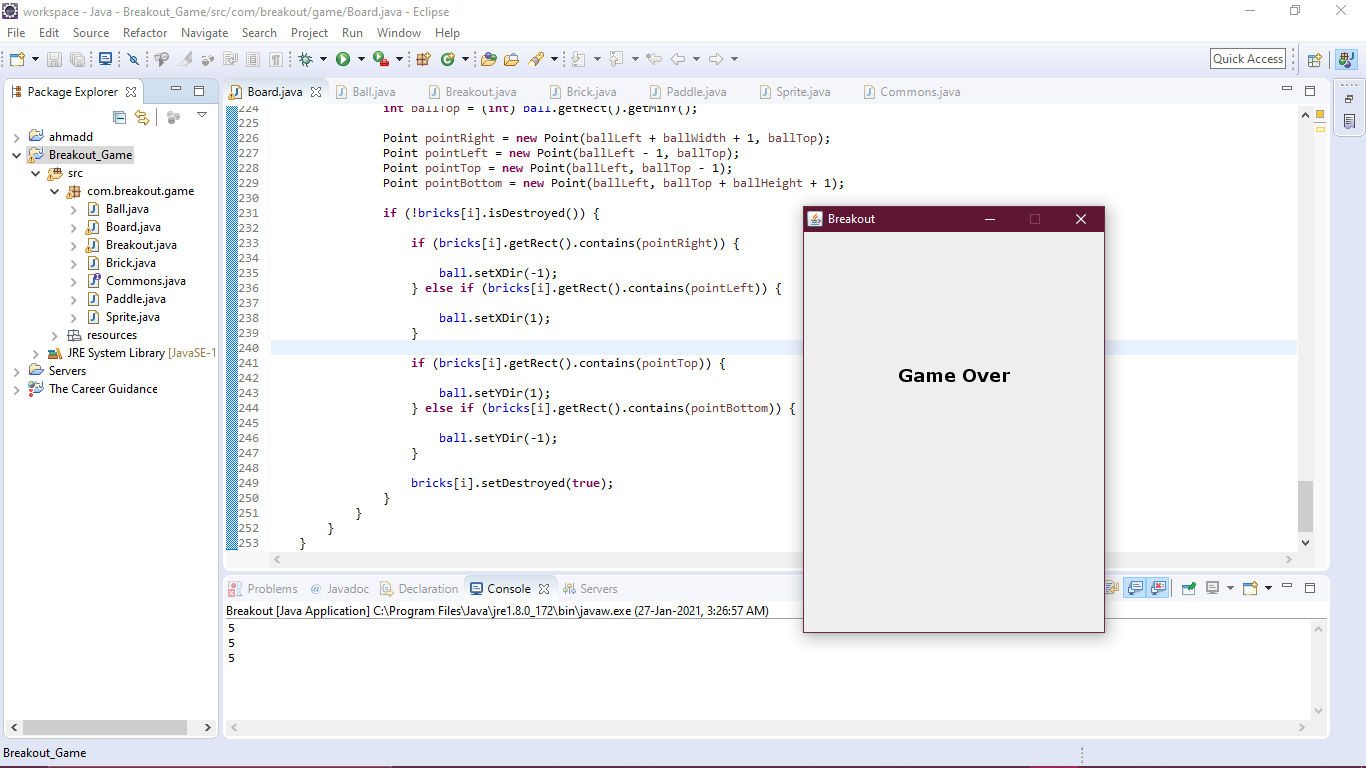 workspace - Java - Breakout_Game/src/com/breakout/game/Board.java - Eclipse
File Edit Source Refactor Navigate Search Project Run Window Help
Quick Access
Package Explorer
ahmadd
Breakout_Game
src
com.breakout.game
Ball.java
Board.java
Breakout.java
Brick.java
Commons.java
Paddle.java
Sprite.java
resources
JRE System Library [JavaSE-1
Servers
The Career Guidance
Board.java Ball.java Breakout.java Brick.java Paddle.java Sprite.java Commons.java
224 int ballTop = (int) ball.getRect().getMinY();
225
226 Point pointRight = new Point(ballLeft + ballWidth + 1, ballTop);
227 Point pointLeft = new Point(ballLeft - 1, ballTop);
228 Point pointTop = new Point(ballLeft, ballTop - 1);
229 Point pointBottom = new Point(ballLeft, ballTop + ballHeight + 1);
230
231 if (!bricks[i].isDestroyed()) {
232
233 if (bricks[i].getRect().contains(pointRight)) {
234
235 ball.setXDir(-1);
236 } else if (bricks[i].getRect().contains(pointLeft)) {
237
238 ball.setXDir(1);
239 }
240
241 if (bricks[i].getRect().contains(pointTop)) {
242
243 ball.setYDir(1);
244 } else if (bricks[i].getRect().contains(pointBottom)) {
245
246 ball.setYDir(-1);
247 }
248
249 bricks[i].setDestroyed(true);
250 }
251 }
252 }
253 }
Breakout
Game Over
Problems @ Javadoc Declaration Console Servers
Breakout [Java Application] C:\Program Files\Java\jre1.8.0_172\bin\javaw.exe (27-Jan-2021, 3:26:57 AM)
5
5
5
Breakout_Game